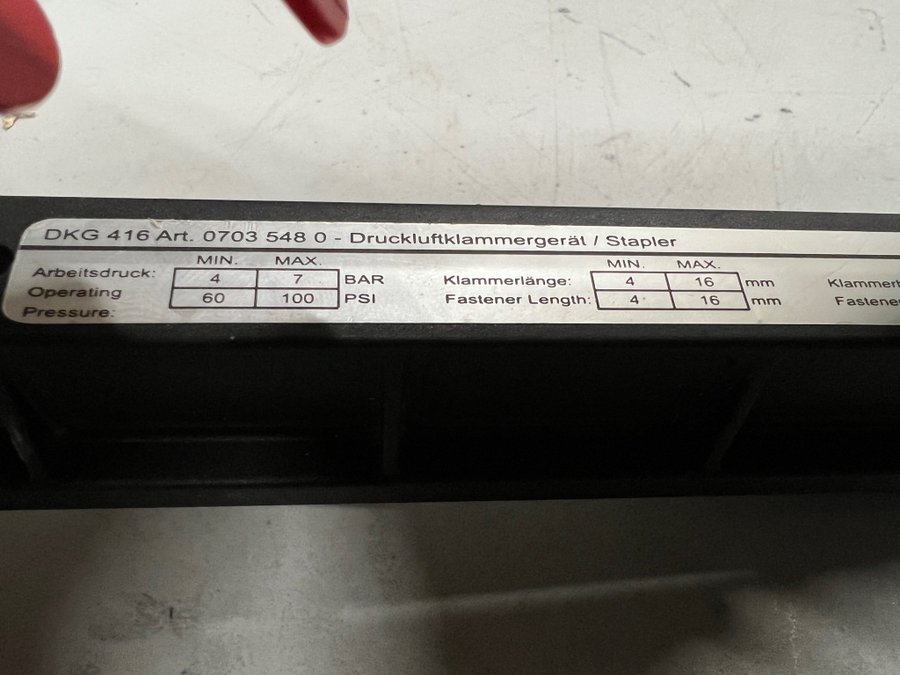 DKG 416 Art. 0703 548 0 - Druckluftklammergerät / Stapler
MIN. MAX. MIN. MAX.
Arbeitsdruck: 4 7 BAR Klammerlänge: 4 16 mm
Operating 60 100 PSI Fastener Length: 4 16 mm Fastener
Pressure: